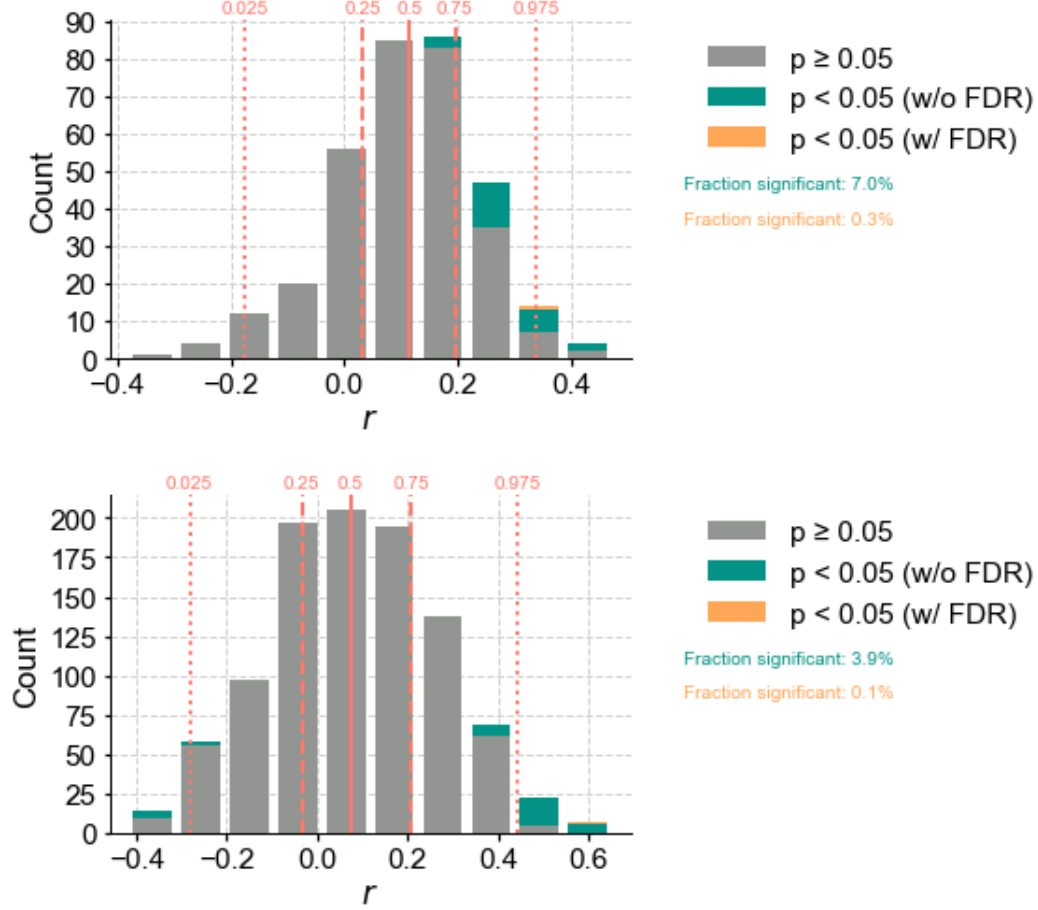 0.025 0.25 0.5 0.75 0.975
90
80
70
60
50
40
30
20
10
0
Count
−0.4 −0.2 0.0 0.2 0.4
r
p ≥ 0.05
p < 0.05 (w/o FDR)
p < 0.05 (w/ FDR)
Fraction significant: 7.0%
Fraction significant: 0.3%
0.025 0.25 0.5 0.75 0.975
200
175
150
125
100
75
50
25
0
Count
−0.4 −0.2 0.0 0.2 0.4 0.6
r
p ≥ 0.05
p < 0.05 (w/o FDR)
p < 0.05 (w/ FDR)
Fraction significant: 3.9%
Fraction significant: 0.1%